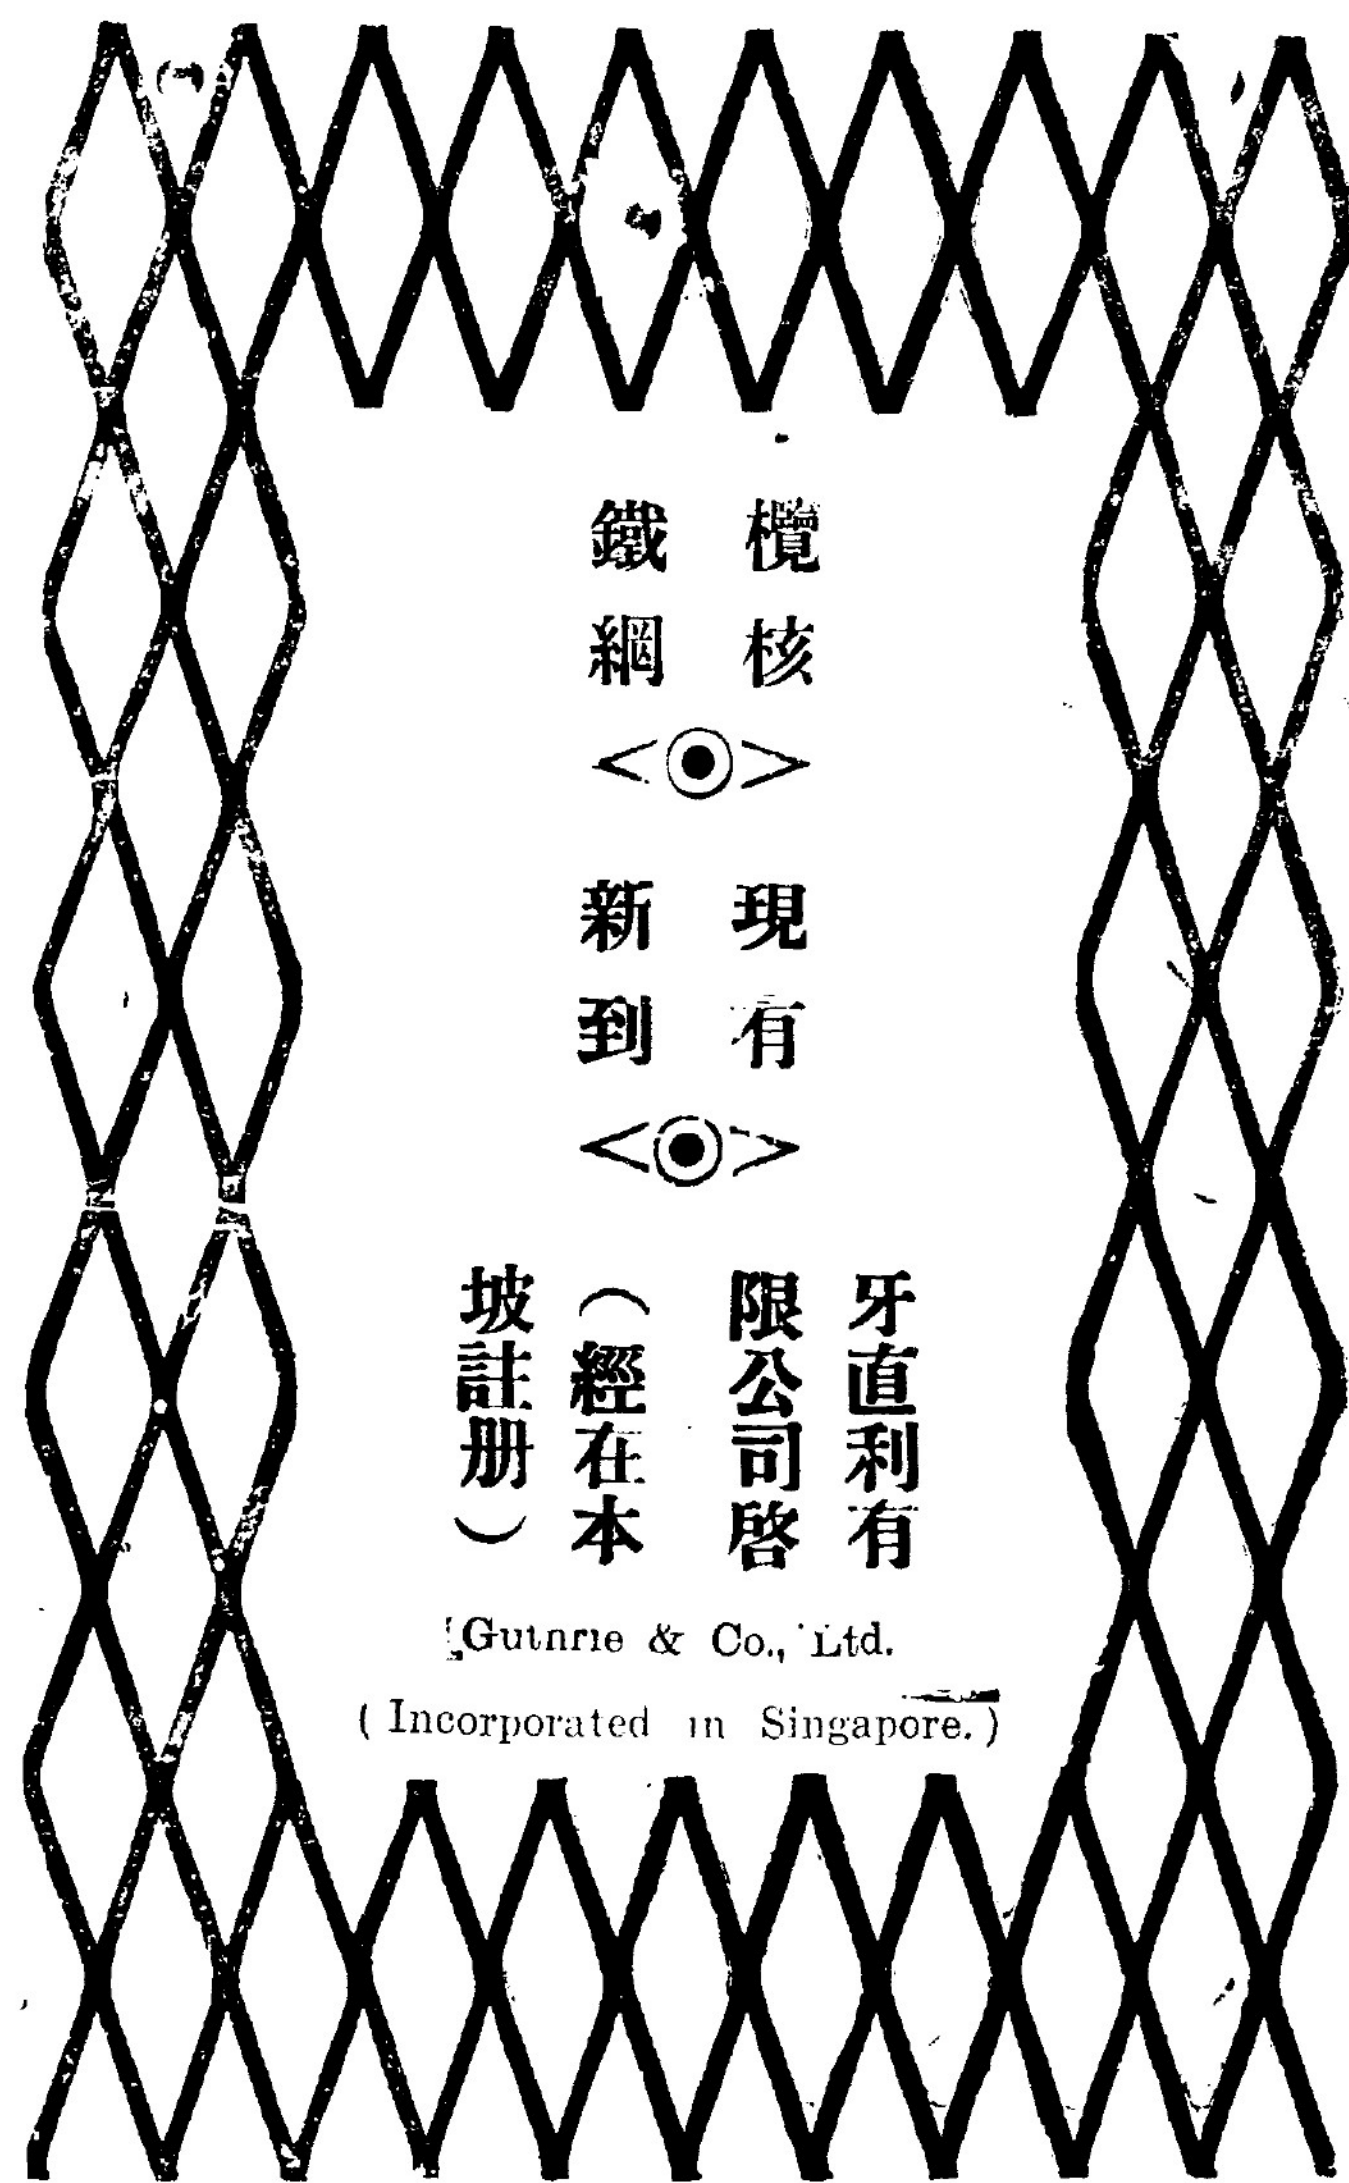 欖核
鐵網
現有
新到
牙直利有
限公司啓
（經在本
坡註册）
Guthrie & Co., Ltd.
( Incorporated in Singapore. )